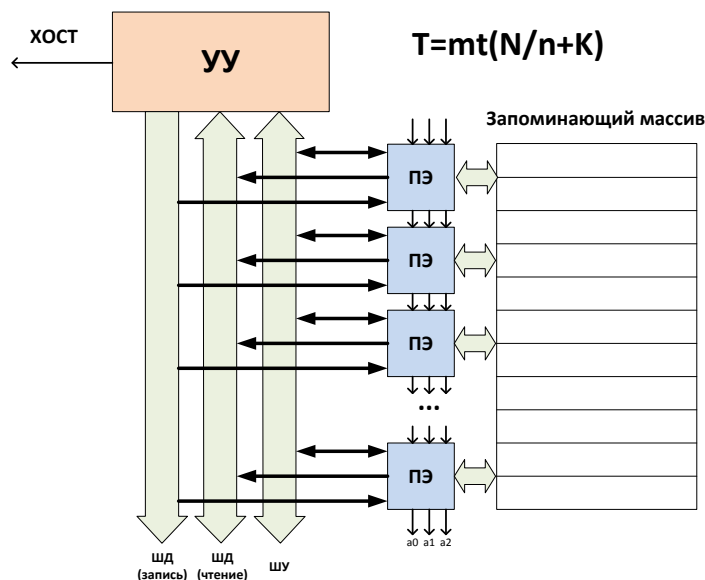 ХОСТ
УУ
T=mt(N/n+K)
Запоминающий массив
ПЭ
ПЭ
ПЭ
...
ПЭ
a0 a1 a2
ШД
(запись)
ШД
(чтение)
ШУ